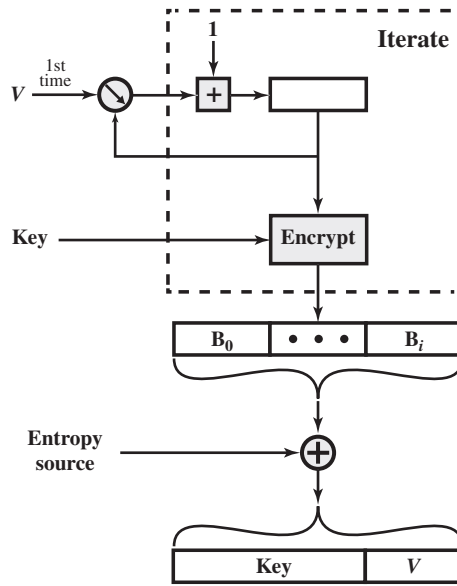 1
Iterate
1st
time
V
+
Key
Encrypt
B0 • • • Bi
Entropy
source
+
Key V